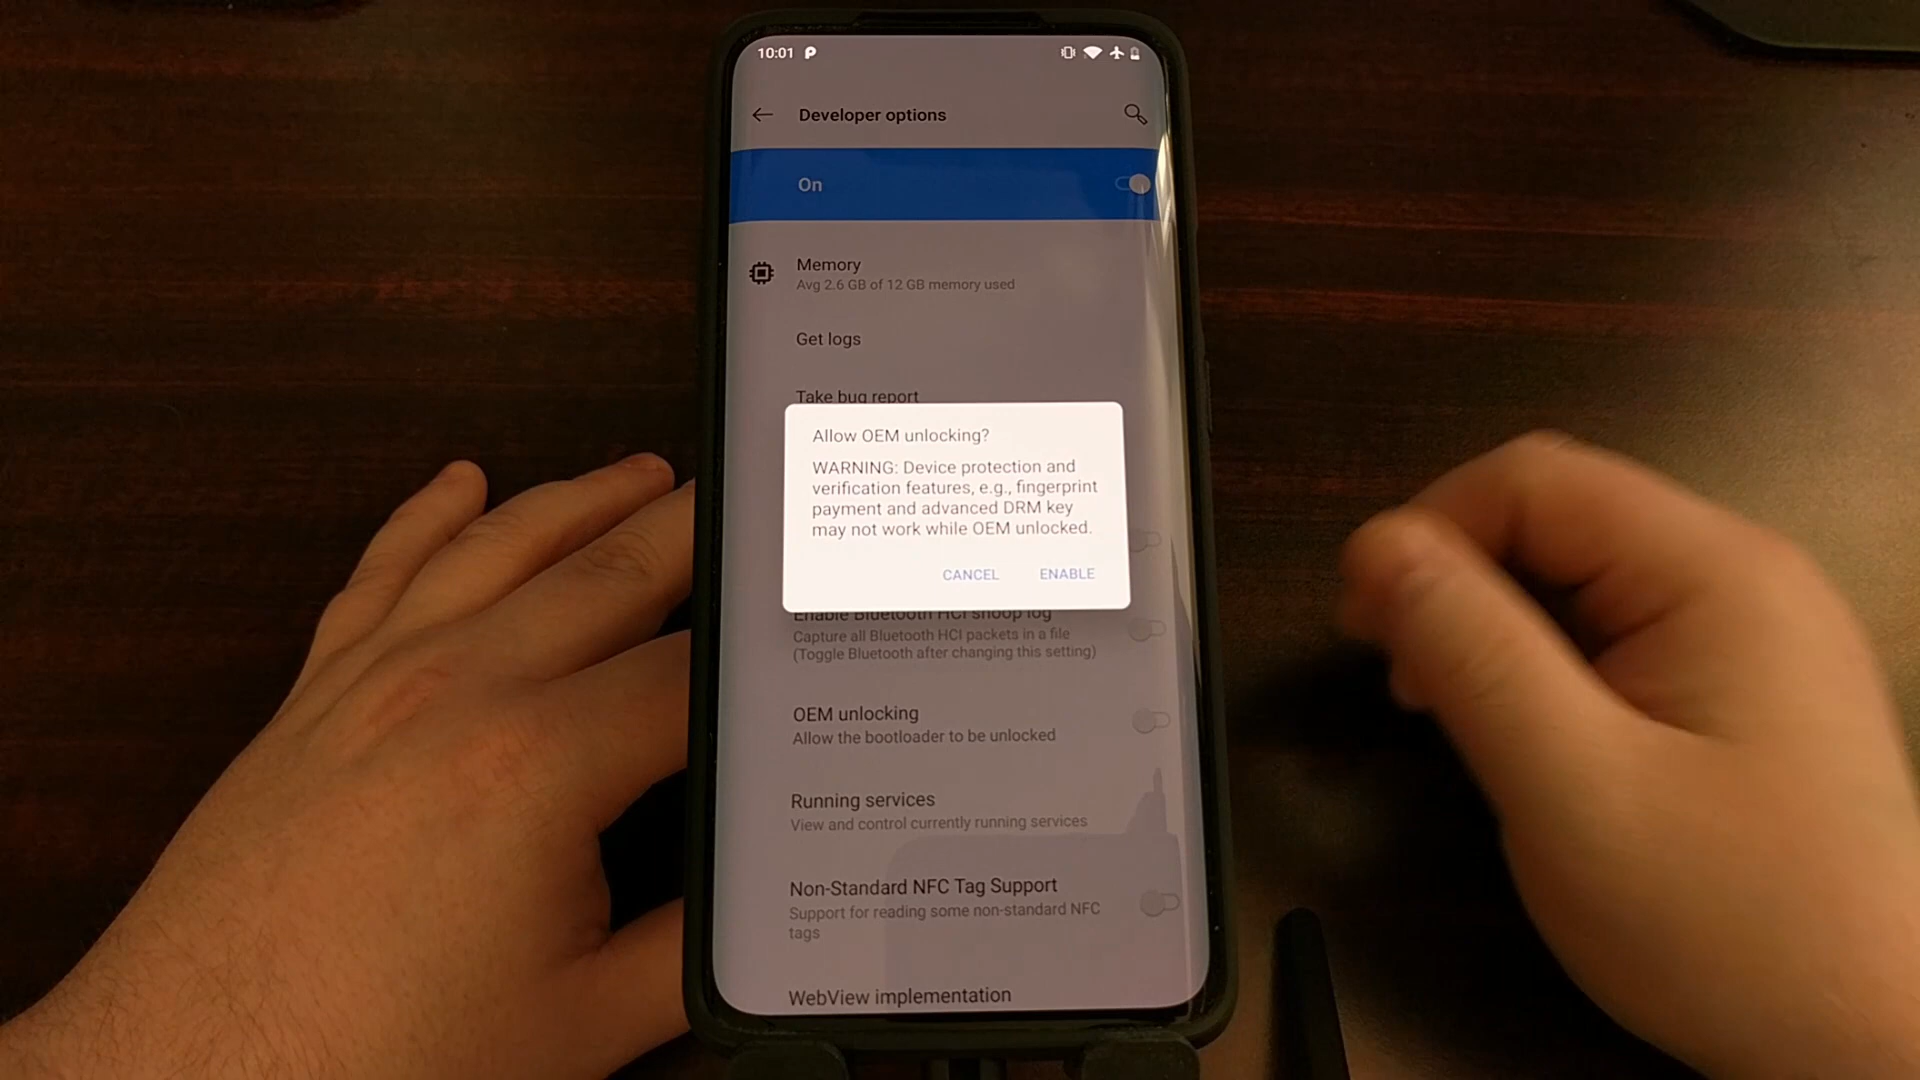 10:01
Developer options
On
Memory
Avg 2.6 GB of 12 GB memory used
Get logs
Take bug report
Allow OEM unlocking?
WARNING: Device protection and
verification features, e.g., fingerprint
payment and advanced DRM key
may not work while OEM unlocked.
CANCEL ENABLE
Enable Bluetooth HCI snoop log
Capture all Bluetooth HCI packets in a file
(Toggle Bluetooth after changing this setting)
OEM unlocking
Allow the bootloader to be unlocked
Running services
View and control currently running services
Non-Standard NFC Tag Support
Support for reading some non-standard NFC
tags
WebView implementation